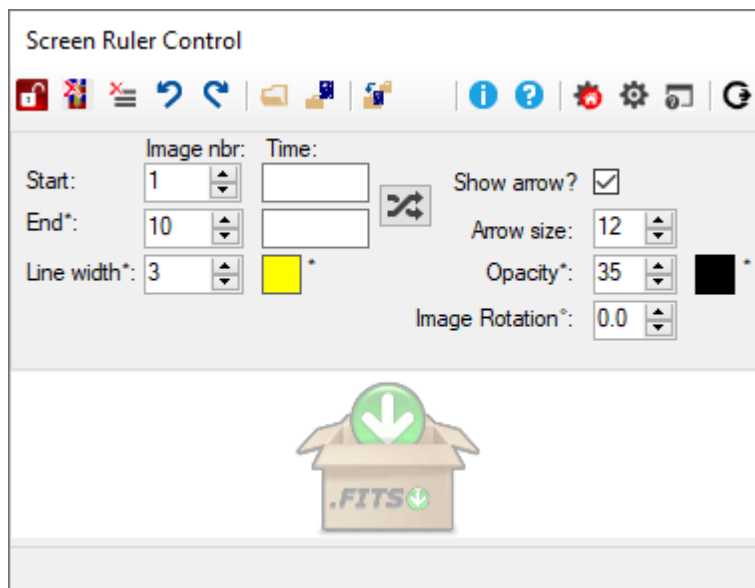 Screen Ruler Control
Image nbr: Time:
Start: 1 Show arrow?
End*: 10 Arrow size: 12
Line width*: 3 * Opacity*: 35 *
Image Rotation°: 0.0
.FITS